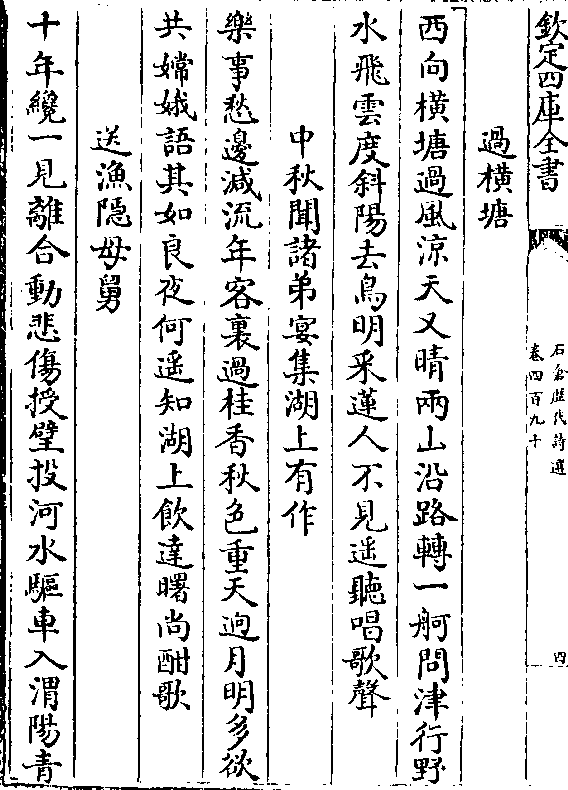 欽定四庫全書
石倉歷代詩選
卷四百九十
四
過橫塘
西向橫塘過風涼天又晴兩山沿路轉一舸問津行野
水飛雲度斜陽去鳥明采蓮人不見遥聽唱歌聲
中秋聞諸弟宴集湖上有作
樂事愁邊減流年客裏過桂香秋色重天逈月明多欲
共嫦娥語其如良夜何遥知湖上飲達曙尚酣歌
送漁隠母舅
十年纔一見離合動悲傷授璧投河水驅車入渭陽青